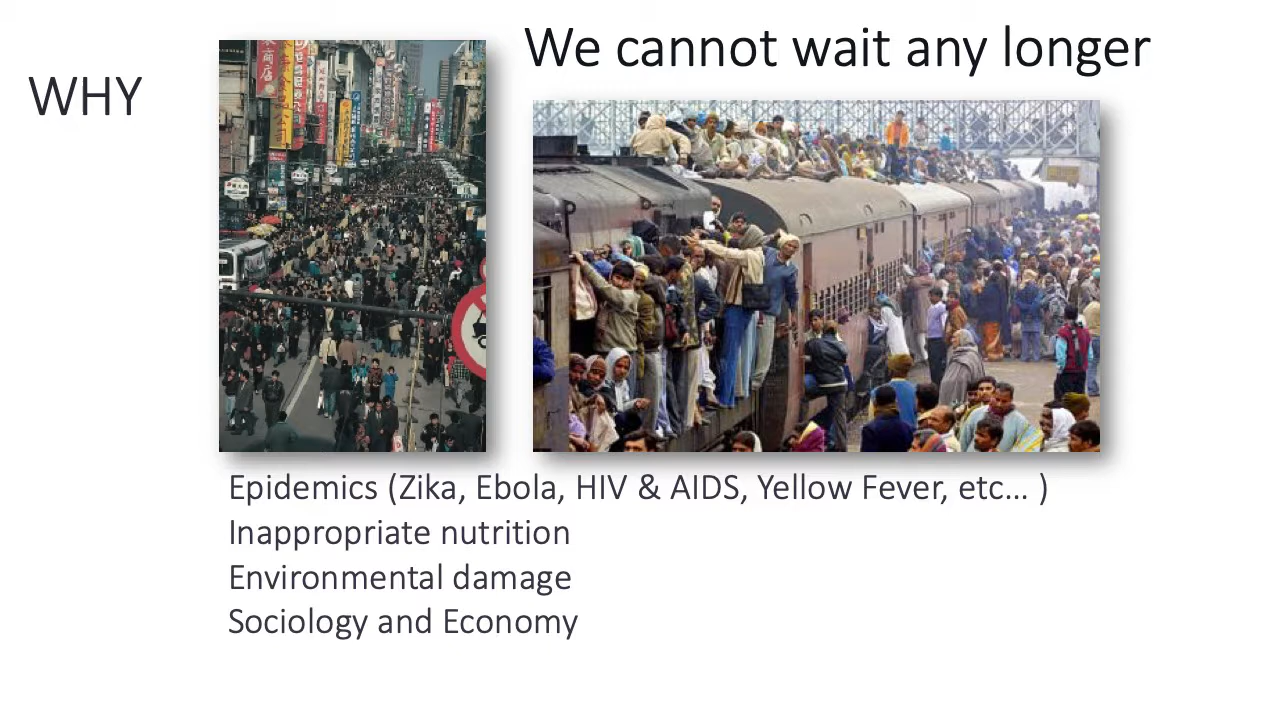 WHY
We cannot wait any longer
Epidemics (Zika, Ebola, HIV & AIDS, Yellow Fever, etc... )
Inappropriate nutrition
Environmental damage
Sociology and Economy